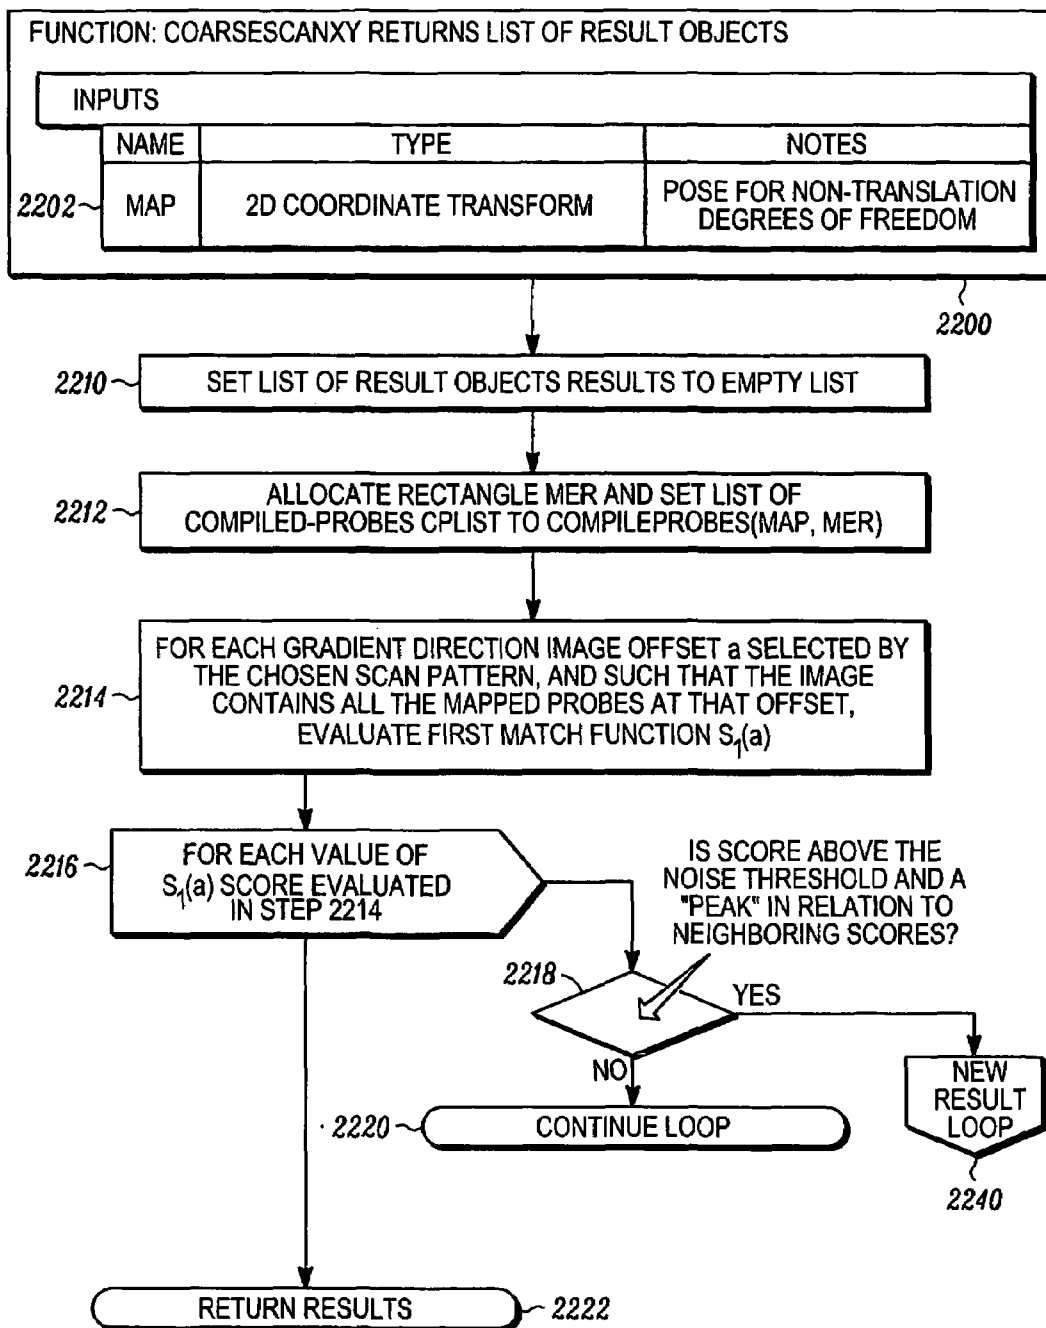 FUNCTION: COARSESCANXY RETURNS LIST OF RESULT OBJECTS
INPUTS
NAME TYPE NOTES
2202 MAP 2D COORDINATE TRANSFORM POSE FOR NON-TRANSLATION
DEGREES OF FREEDOM
2200
2210 SET LIST OF RESULT OBJECTS RESULTS TO EMPTY LIST
2212 ALLOCATE RECTANGLE MER AND SET LIST OF
COMPILED-PROBES CPLIST TO COMPILEPROBES(MAP, MER)
FOR EACH GRADIENT DIRECTION IMAGE OFFSET a SELECTED BY
THE CHOSEN SCAN PATTERN, AND SUCH THAT THE IMAGE
2214 CONTAINS ALL THE MAPPED PROBES AT THAT OFFSET,
EVALUATE FIRST MATCH FUNCTION S₁(a)
2216 FOR EACH VALUE OF
S₁(a) SCORE EVALUATED
IN STEP 2214
IS SCORE ABOVE THE
NOISE THRESHOLD AND A
"PEAK" IN RELATION TO
NEIGHBORING SCORES?
2218
YES
NO
2220 CONTINUE LOOP
NEW
RESULT
LOOP
2240
RETURN RESULTS 2222